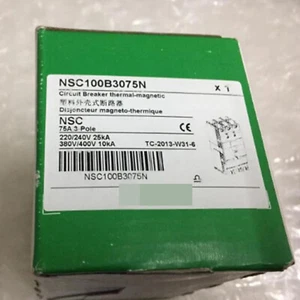 NSC100B3075N
X 1
Circuit Breaker thermal-magnetic
塑料外壳式断路器
Disjoncteur magneto-thermique
NSC
75A 3-Pole
CE
220/240V 25kA
380V/400V 10kA
TC-2013-W31-6
NSC100B3075N